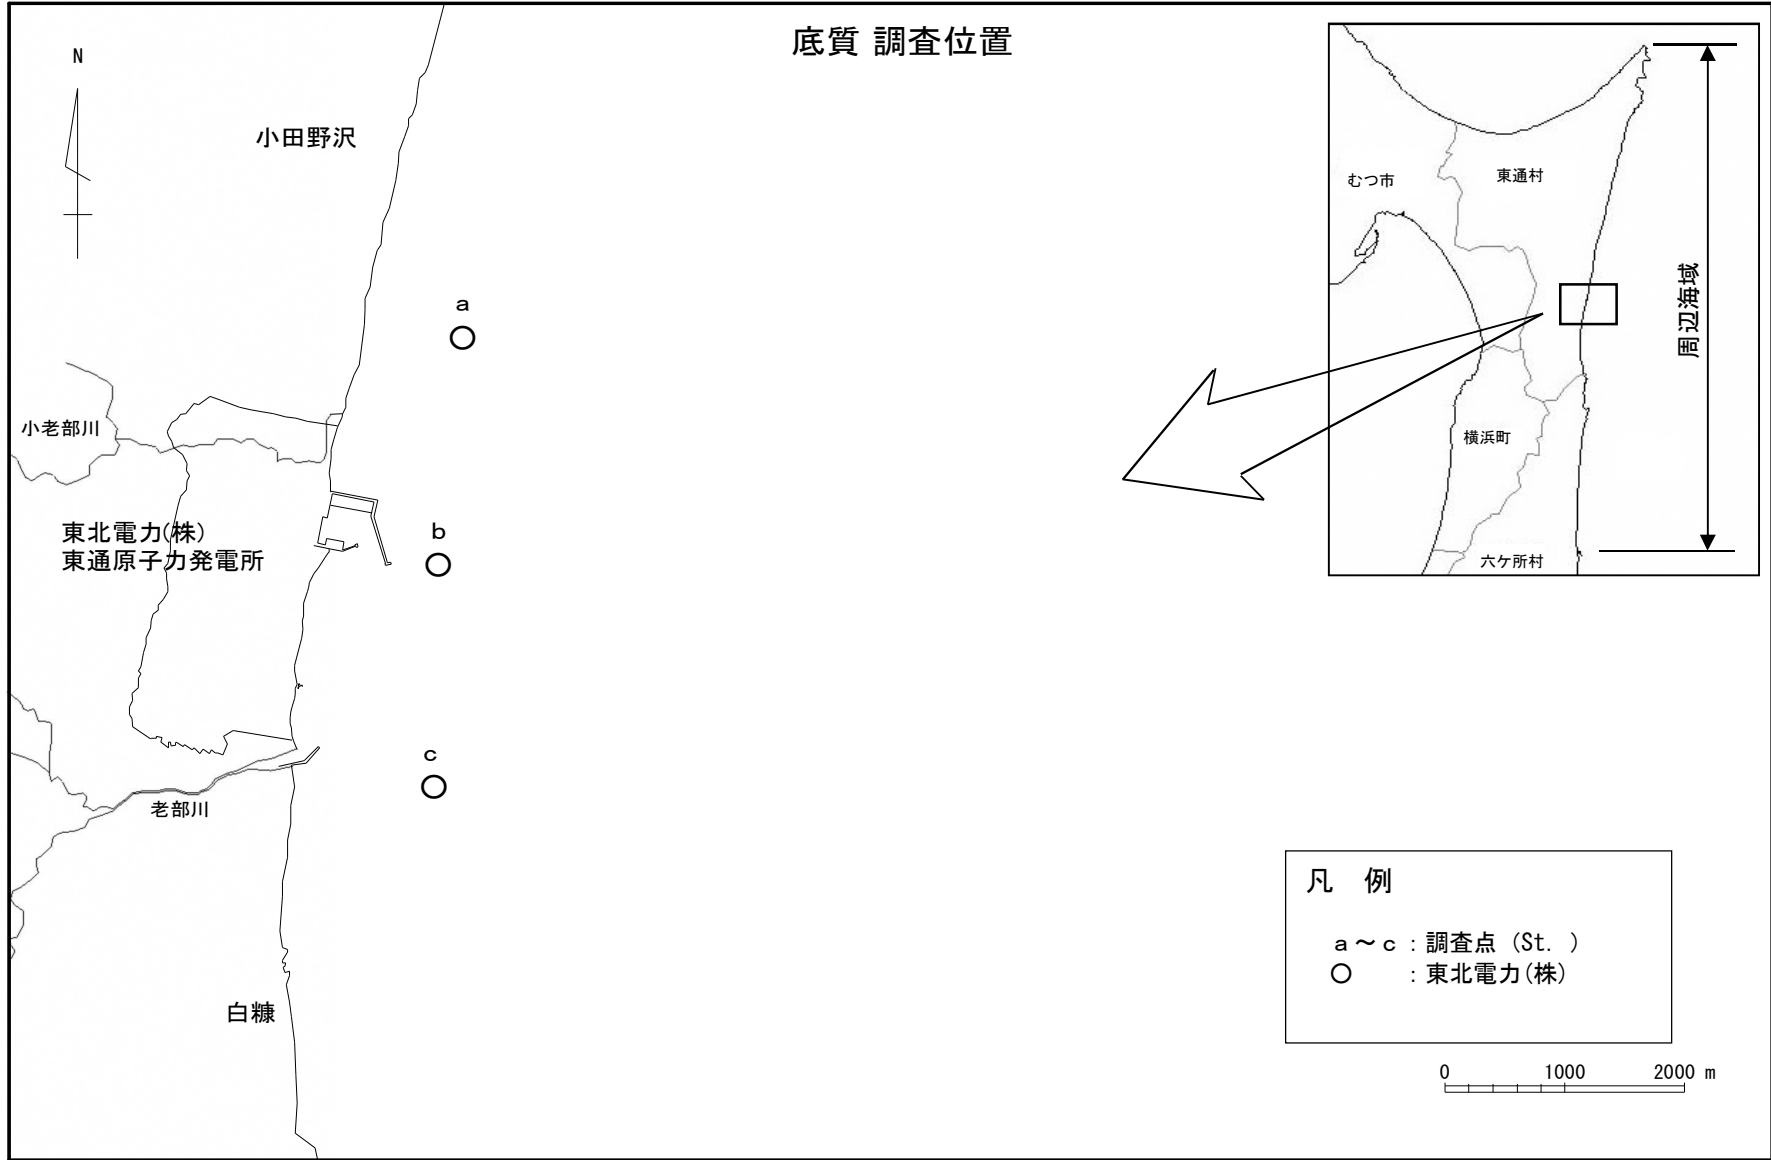 底質 調査位置
N
小田野沢
a
小老部川
東北電力(株)
東通原子力発電所
b
c
老部川
白糠
むつ市
東通村
周辺海域
横浜町
六ケ所村
凡 例
a～c：調査点 (St. )
○ ：東北電力(株)
0 1000 2000 m